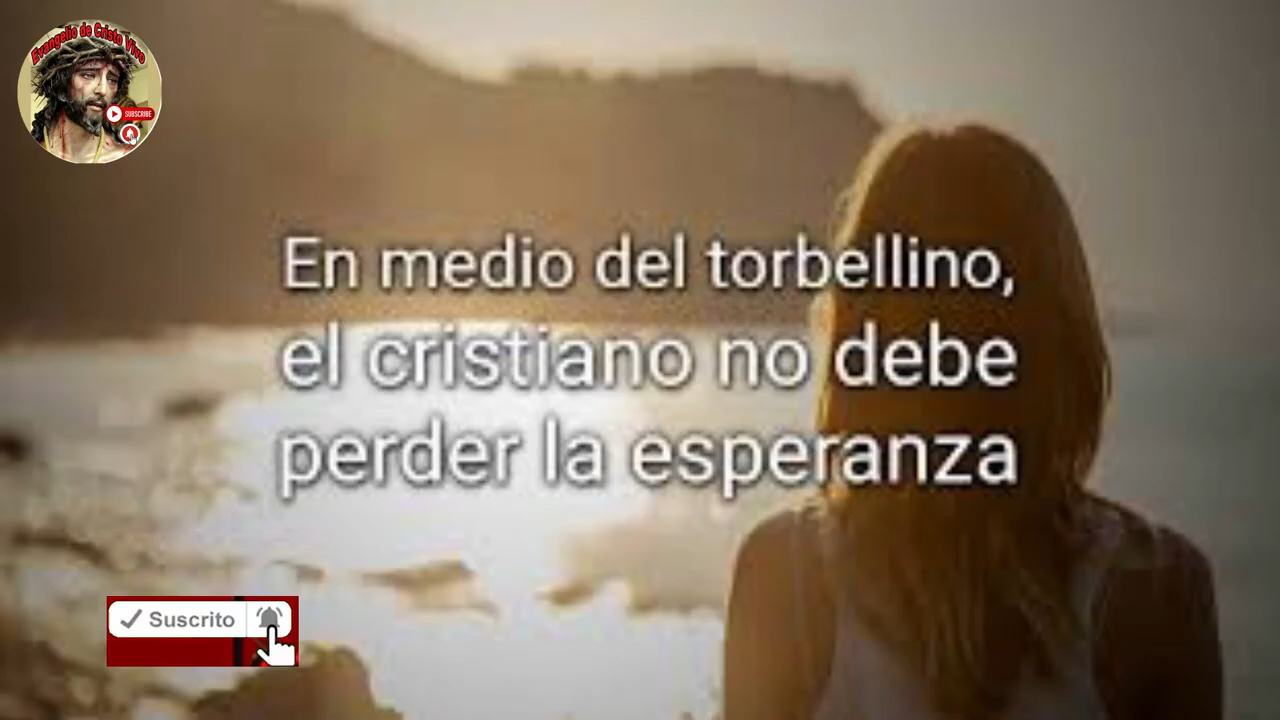 Evangelio de Cristo Vivo
SUBSCRIBE
En medio del torbellino,
el cristiano no debe
perder la esperanza
Suscrito